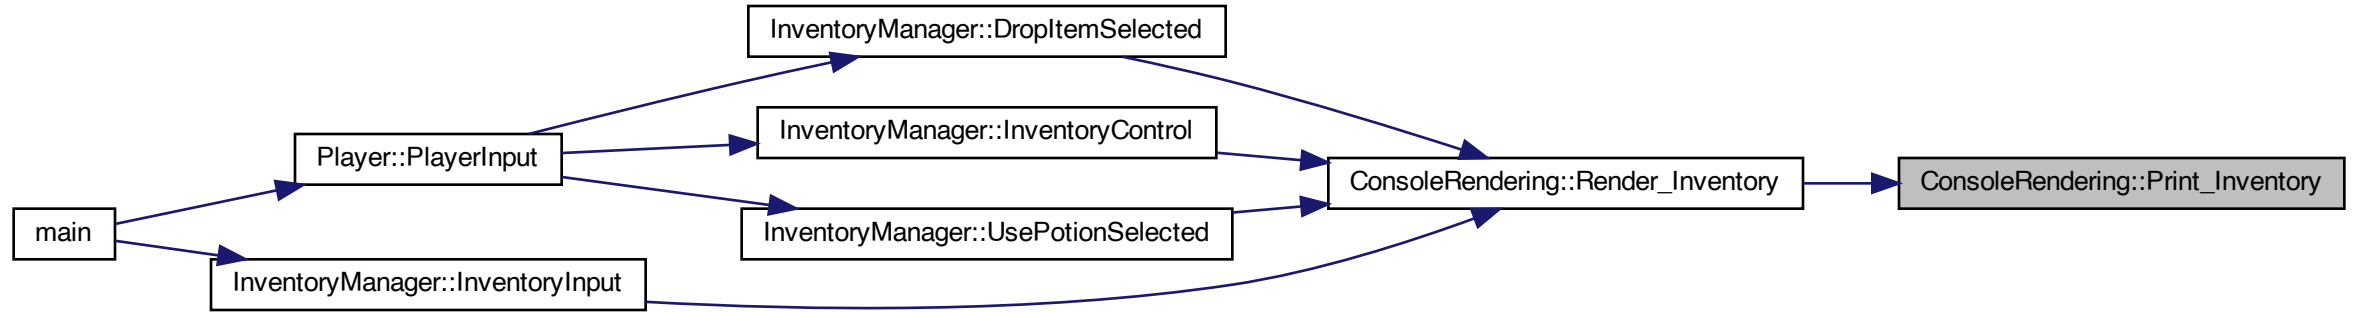 InventoryManager::DropItemSelected
InventoryManager::InventoryControl
Player::PlayerInput
ConsoleRendering::Render_Inventory
ConsoleRendering::Print_Inventory
main
InventoryManager::UsePotionSelected
InventoryManager::InventoryInput